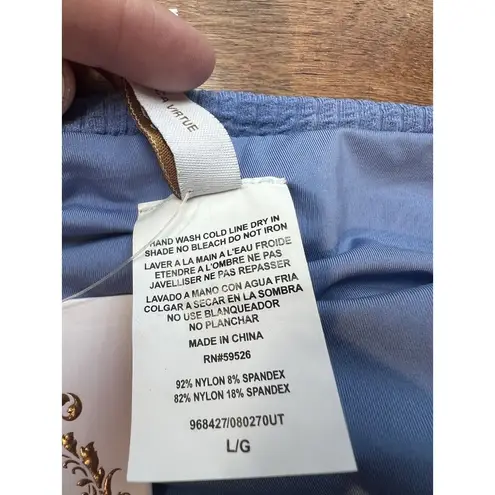 VIRTUE
HAND WASH COLD LINE DRY IN
SHADE NO BLEACH DO NOT IRON
LAVER A LA MAIN A L'EAU FROIDE
ETENDRE A L'OMBRE NE PAS
JAVELLISER NE PAS REPASSER
LAVADO A MANO CON AGUA FRIA
COLGAR A SECAR EN LA SOMBRA
NO USE BLANQUEADOR
NO PLANCHAR
MADE IN CHINA
RN#59526
92% NYLON 8% SPANDEX
82% NYLON 18% SPANDEX
968427/080270UT
L/G